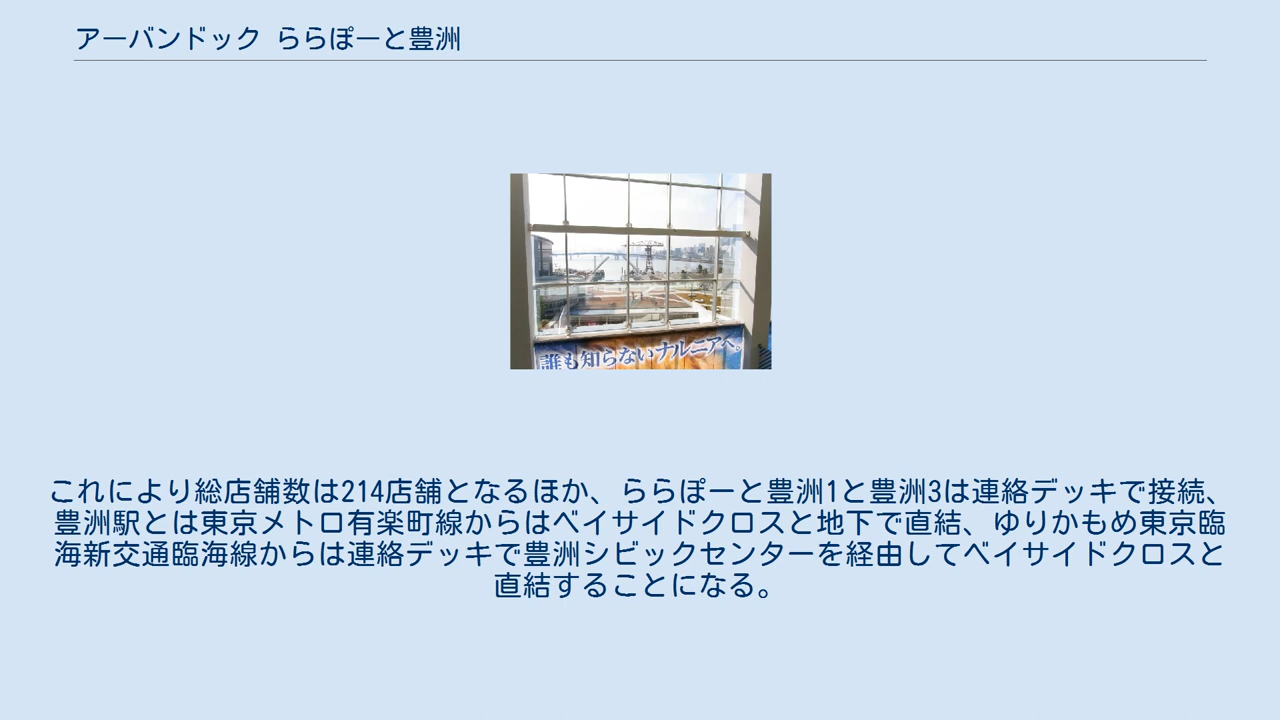 アーバンドック ららぽーと豊洲
誰も知らないナルニアへ。
これにより総店舗数は214店舗となるほか、ららぽーと豊洲1と豊洲3は連絡デッキで接続、
豊洲駅とは東京メトロ有楽町線からはベイサイドクロスと地下で直結、ゆりかもめ東京臨
海新交通臨海線からは連絡デッキで豊洲シビックセンターを経由してベイサイドクロスと
直結することになる。